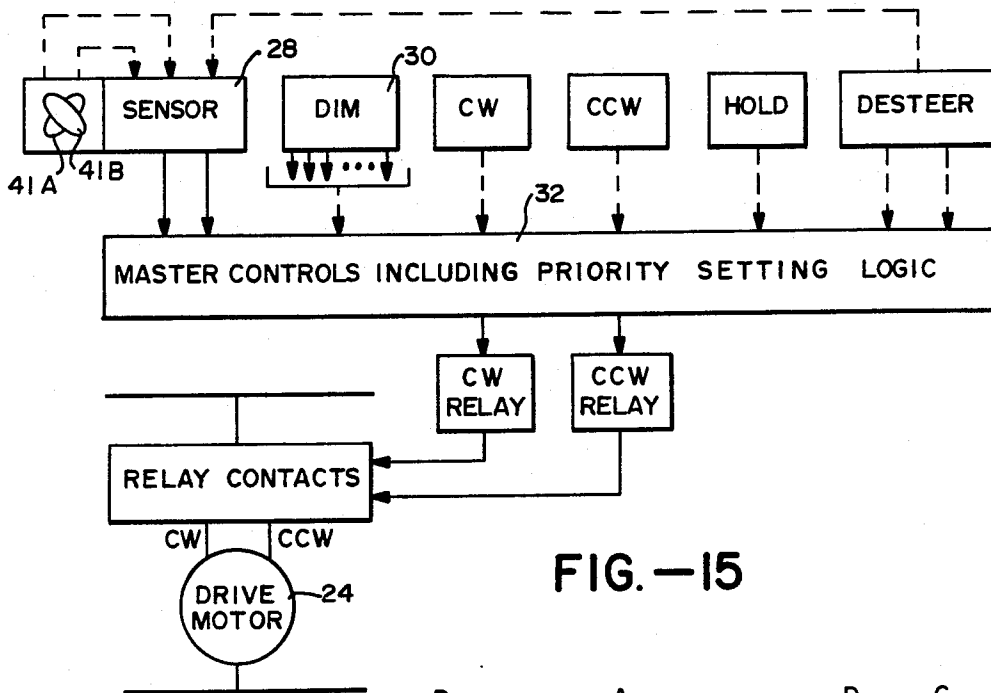 28
30
SENSOR
DIM
CW
CCW
HOLD
DESTEER
41A
41B
32
MASTER CONTROLS INCLUDING PRIORITY SETTING LOGIC
CW
RELAY
CCW
RELAY
RELAY CONTACTS
CW
CCW
DRIVE
MOTOR
24
FIG.—15